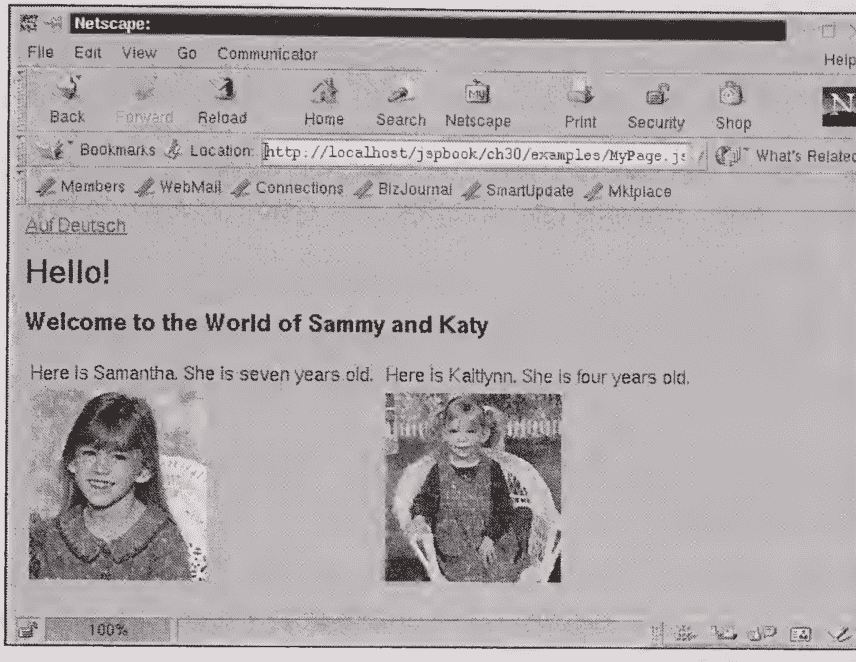 Netscape:
File Edit View Go Communicator Help
Back Forward Reload Home Search Netscape Print Security Shop N
My
Bookmarks Location: http://localhost/jspbook/ch30/examples/MyPage.js What's Related
Members WebMail Connections BizJournal SmartUpdate Mktplace
Auf Deutsch
Hello!
Welcome to the World of Sammy and Katy
Here is Samantha. She is seven years old. Here is Kaitlynn. She is four years old.
100%